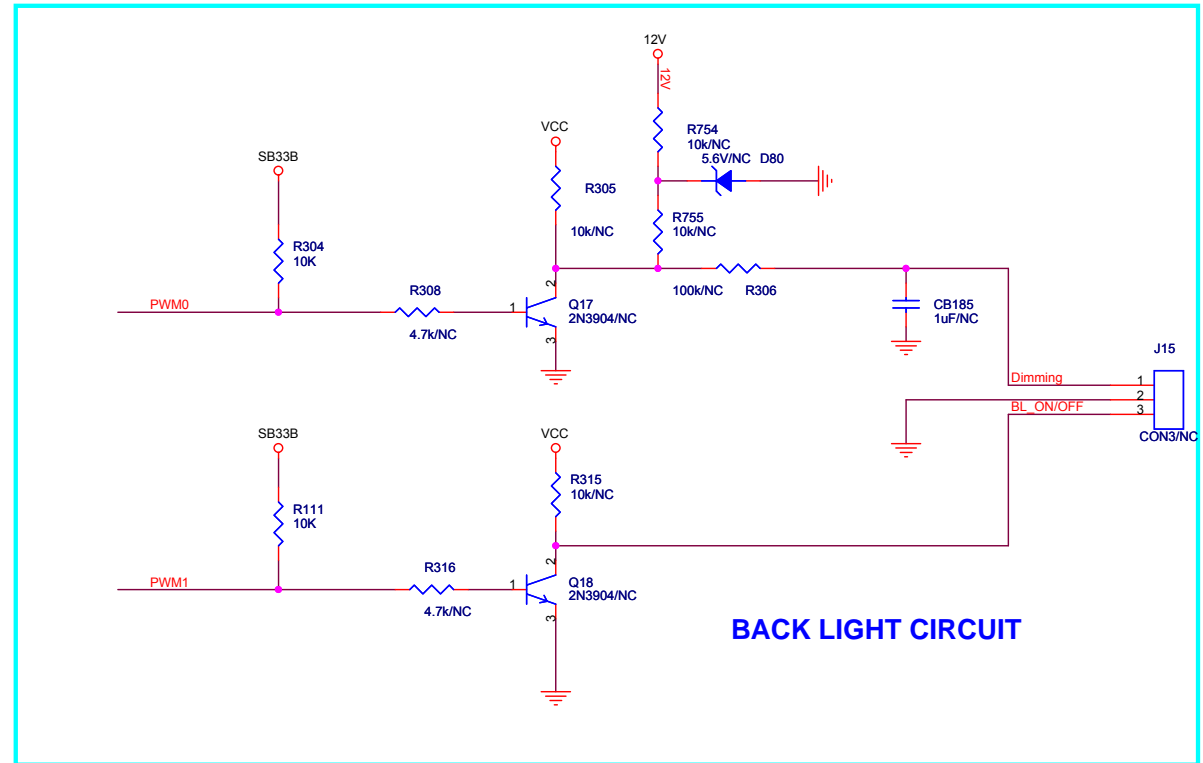 12V
12V
R754
10k/NC
5.6V/NC D80
VCC
SB33B
R305
10k/NC
R755
10k/NC
R304
10K
2
100k/NC R306
PWM0
R308
4.7k/NC
1
Q17
2N3904/NC
3
CB185
1uF/NC
J15
Dimming
1
2
BL_ON/OFF
3
CON3/NC
SB33B
VCC
R315
10k/NC
R111
10K
2
PWM1
R316
4.7k/NC
1
Q18
2N3904/NC
3
BACK LIGHT CIRCUIT